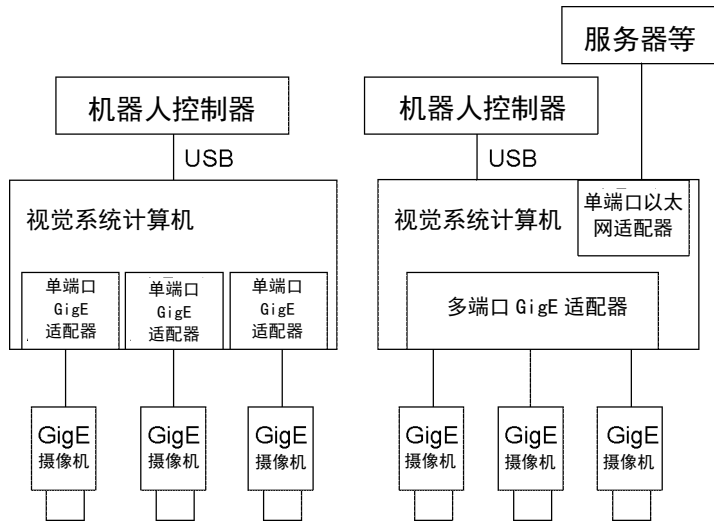 服务器等
机器人控制器
USB
视觉系统计算机
单端口
GigE
适配器
单端口
GigE
适配器
单端口
GigE
适配器
GigE
摄像机
GigE
摄像机
GigE
摄像机
机器人控制器
USB
视觉系统计算机
单端口以太
网适配器
多端口 GigE 适配器
GigE
摄像机
GigE
摄像机
GigE
摄像机